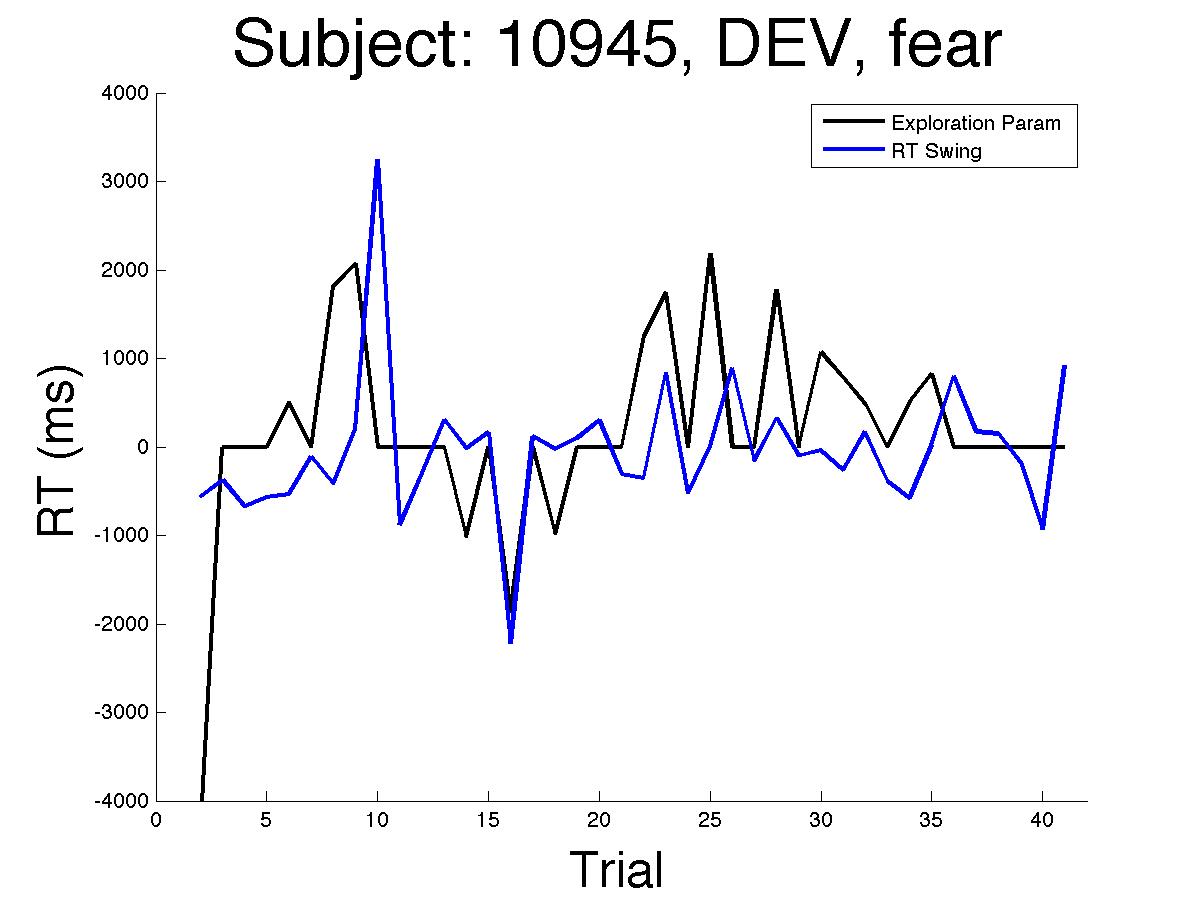 Subject: 10945, DEV, fear
4000
3000
2000
1000
0
-1000
-2000
-3000
-4000
RT (ms)
Exploration Param
RT Swing
0 5 10 15 20 25 30 35 40
Trial